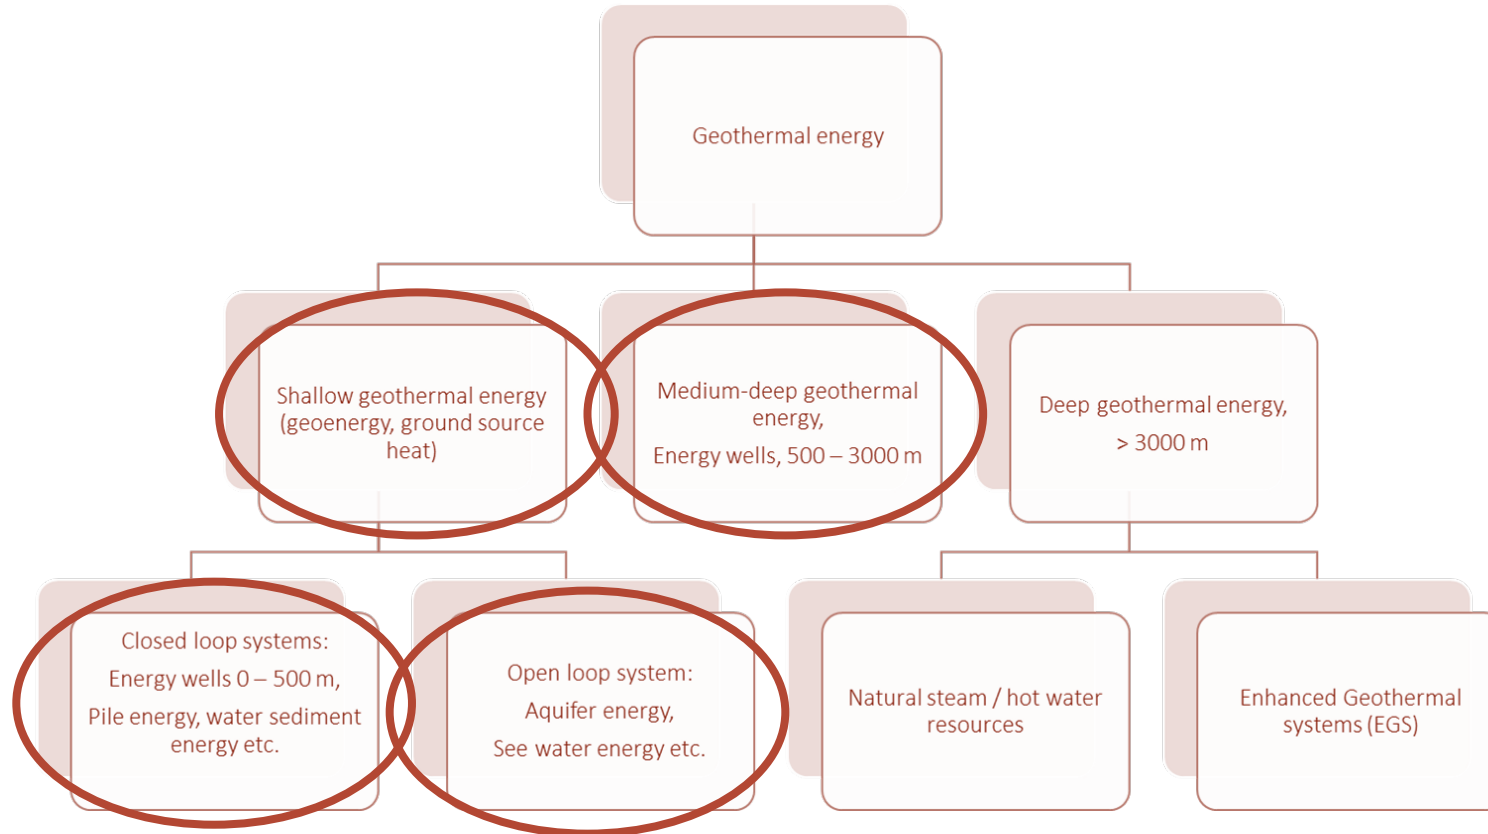 Geothermal energy
Shallow geothermal energy
(geoenergy, ground source
heat)
Medium-deep geothermal
energy,
Energy wells, 500 – 3000 m
Deep geothermal energy,
> 3000 m
Closed loop systems:
Energy wells 0 – 500 m,
Pile energy, water sediment
energy etc.
Open loop system:
Aquifer energy,
See water energy etc.
Natural steam / hot water
resources
Enhanced Geothermal
systems (EGS)